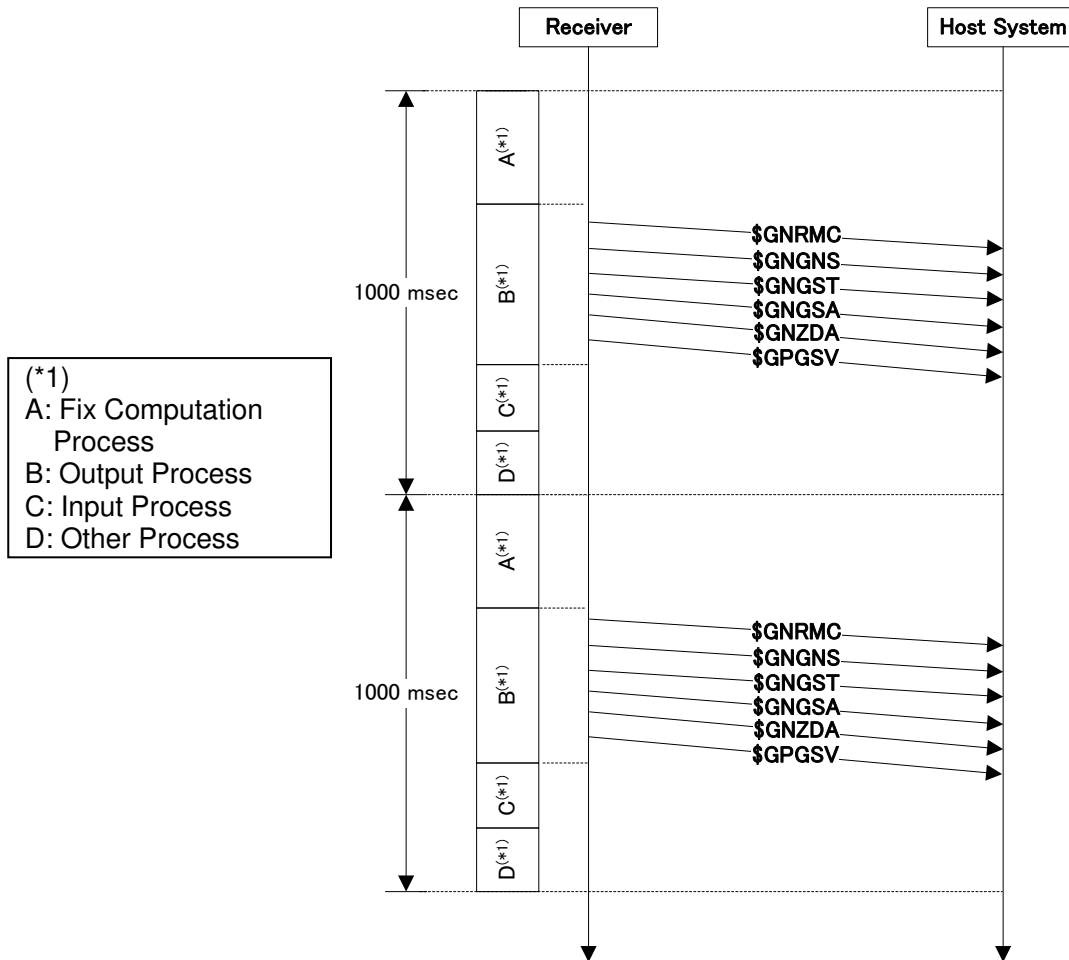 Receiver
Host System
A(*1)
$GNRMC
$GNGNS
$GNGST
1000 msec
B(*1)
$GNGSA
$GNZDA
$GPGSV
(*1)
A: Fix Computation
Process
B: Output Process
C: Input Process
D: Other Process
C(*1)
D(*1)
A(*1)
$GNRMC
$GNGNS
$GNGST
1000 msec
B(*1)
$GNGSA
$GNZDA
$GPGSV
C(*1)
D(*1)